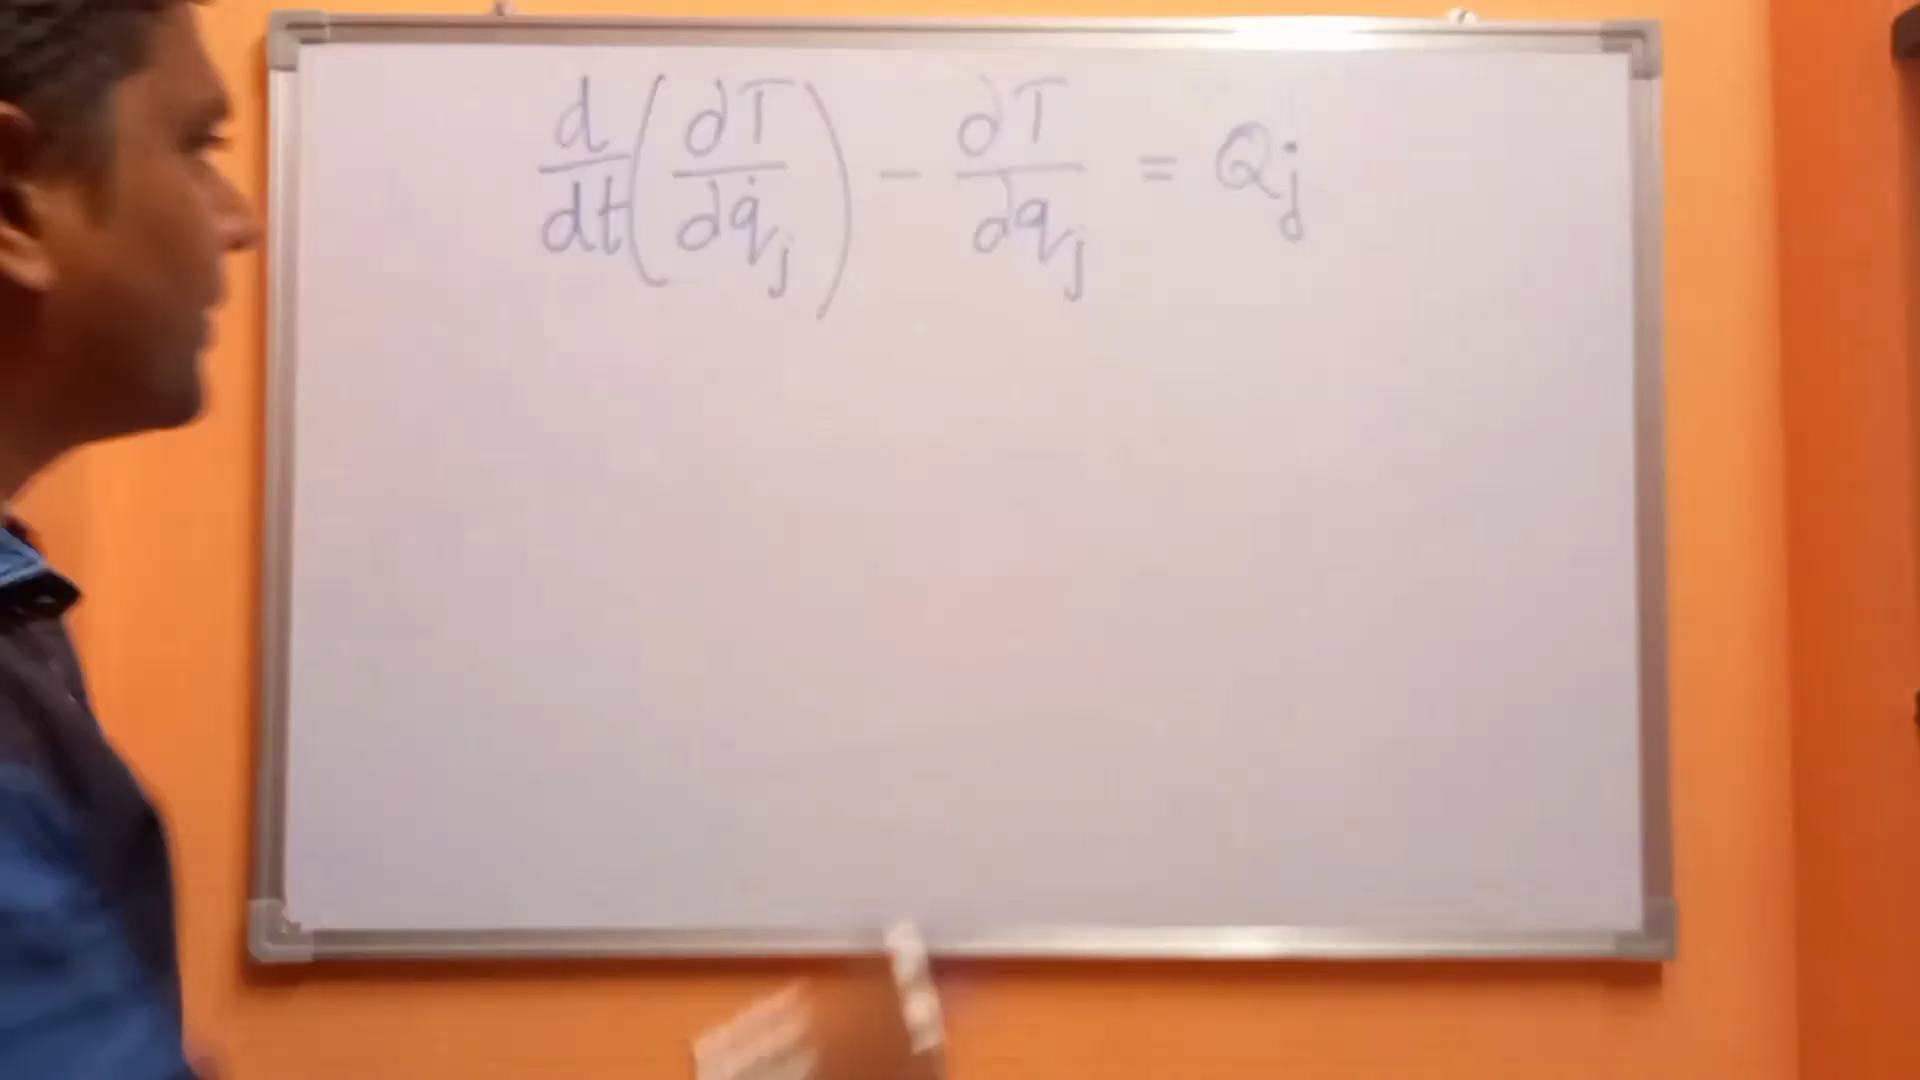 d/dt(∂T/∂q̇ⱼ) - ∂T/∂qⱼ = Qⱼ